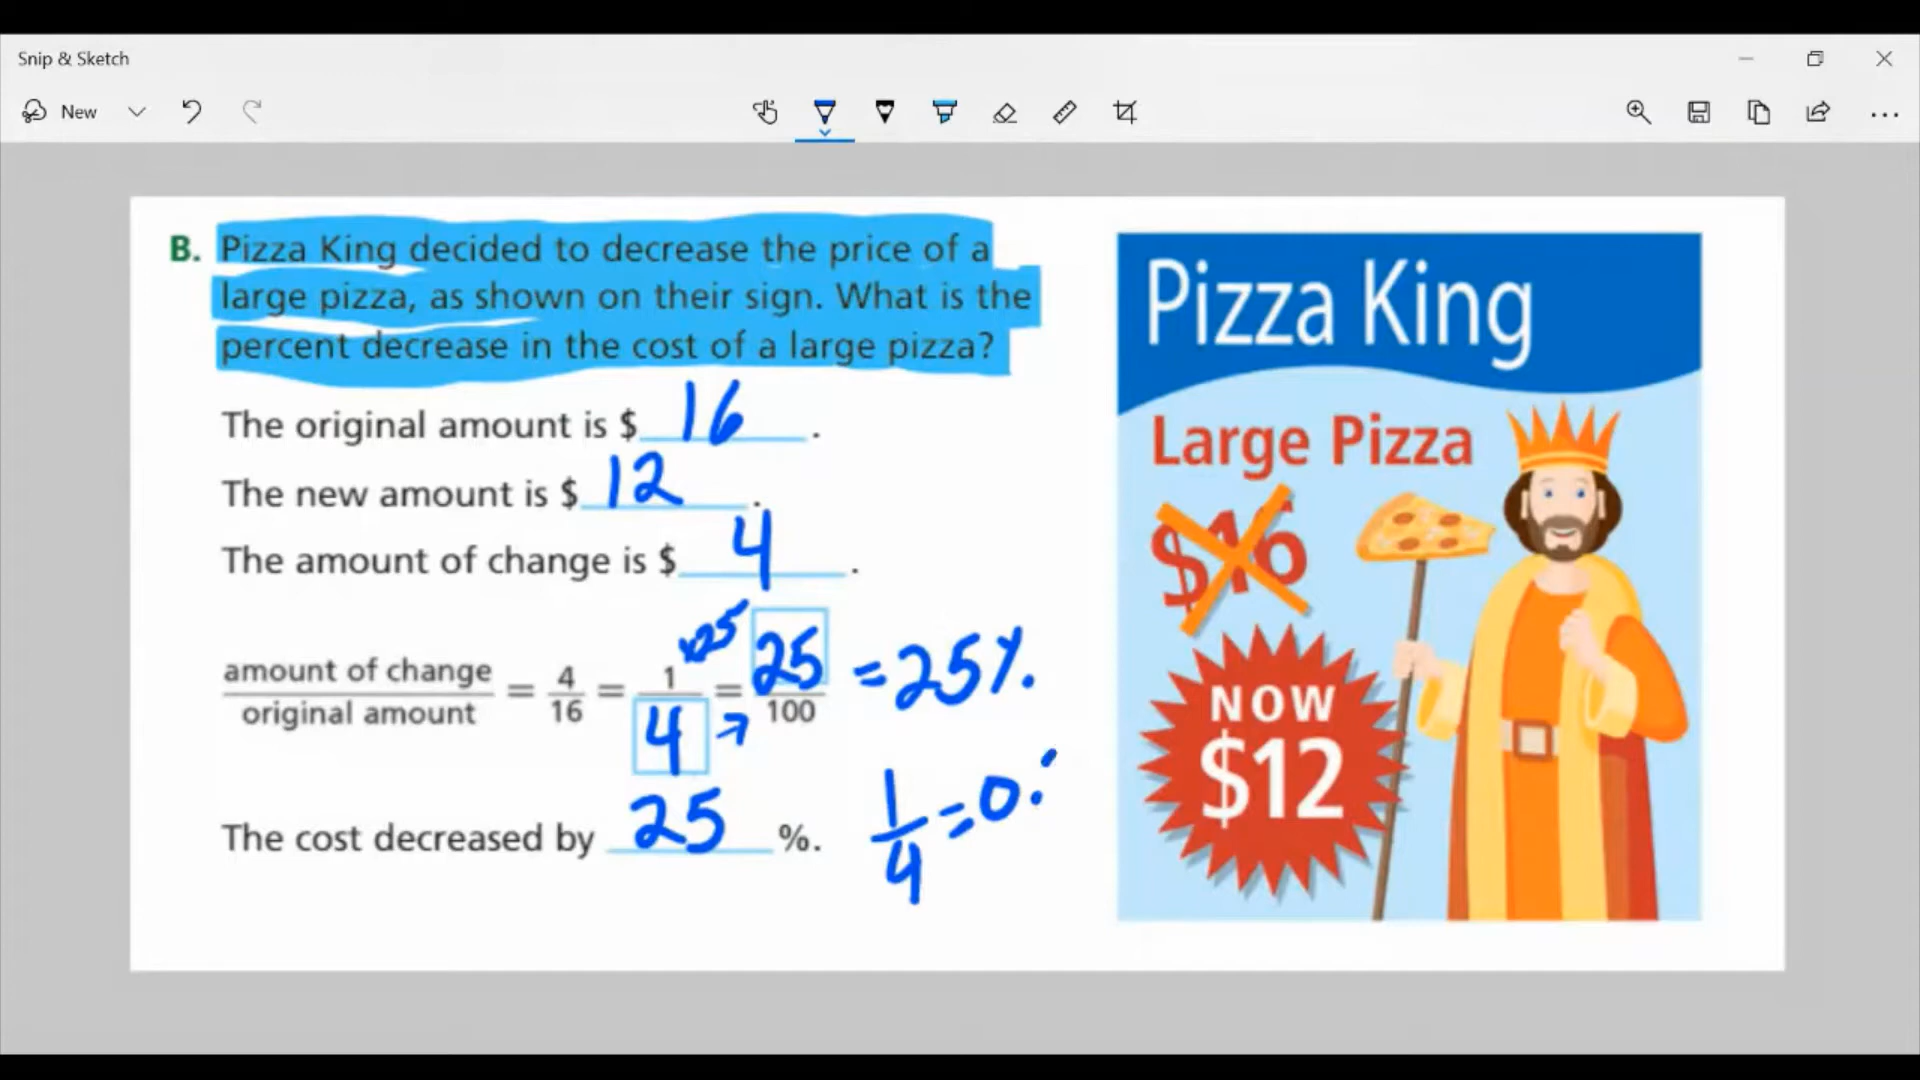 Snip & Sketch
New
B. Pizza King decided to decrease the price of a
large pizza, as shown on their sign. What is the
percent decrease in the cost of a large pizza?
The original amount is $ 16 .
The new amount is $ 12 .
The amount of change is $ 4 .
amount of change / original amount = 4/16 = 1/4 = 25/100 = 25%
x25
The cost decreased by 25 %.
1/4 = 0.
Pizza King
Large Pizza
$16
NOW
$12